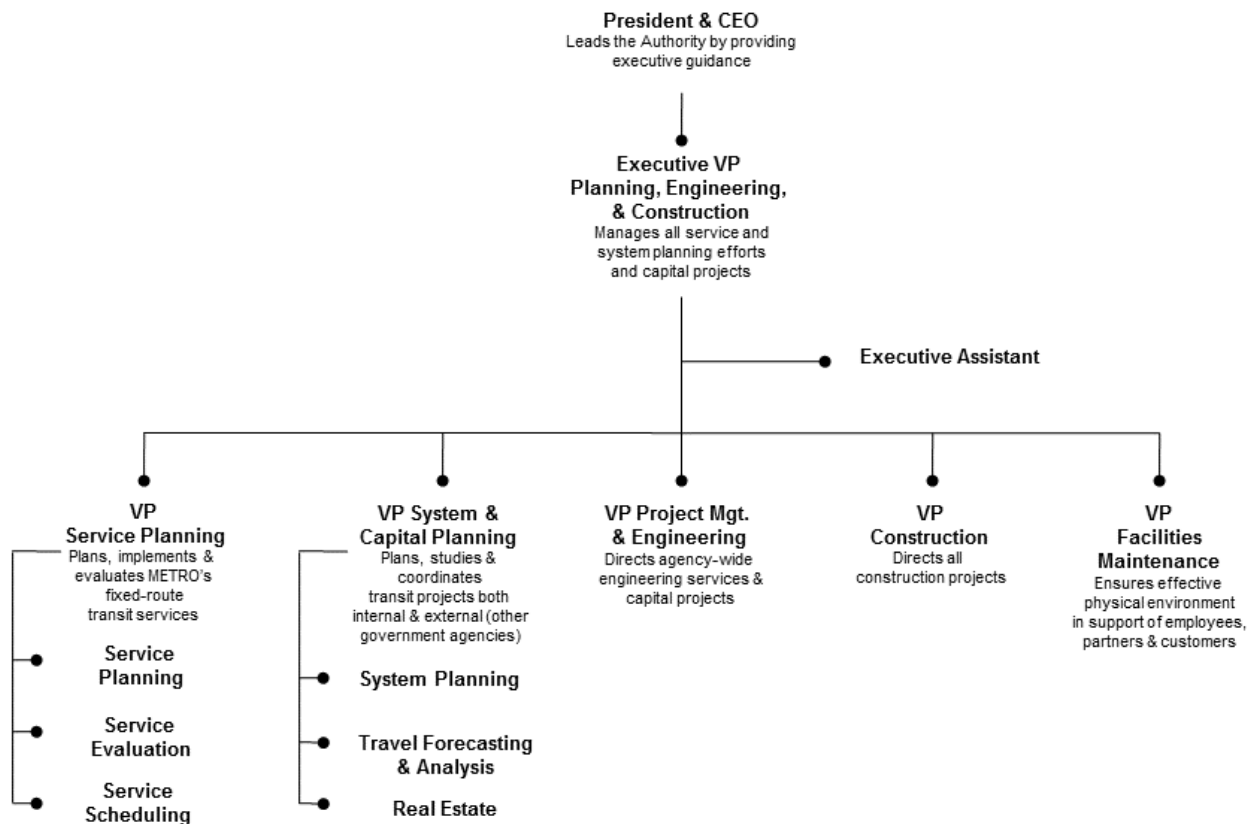 President & CEO
Leads the Authority by providing
executive guidance
Executive VP
Planning, Engineering,
& Construction
Manages all service and
system planning efforts
and capital projects
Executive Assistant
VP
Service Planning
Plans, implements &
evaluates METRO's
fixed-route
transit services
Service
Planning
Service
Evaluation
Service
Scheduling
VP System &
Capital Planning
Plans, studies &
coordinates
transit projects both
internal & external (other
government agencies)
System Planning
Travel Forecasting
& Analysis
Real Estate
VP Project Mgt.
& Engineering
Directs agency-wide
engineering services &
capital projects
VP
Construction
Directs all
construction projects
VP
Facilities
Maintenance
Ensures effective
physical environment
in support of employees,
partners & customers